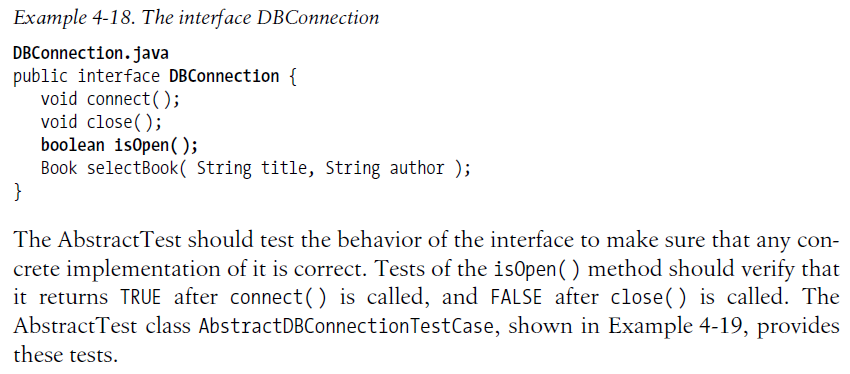 Example 4-18. The interface DBConnection
DBConnection.java
public interface DBConnection {
   void connect( );
   void close( );
   boolean isOpen( );
   Book selectBook( String title, String author );
}
The AbstractTest should test the behavior of the interface to make sure that any con-
crete implementation of it is correct. Tests of the isOpen( ) method should verify that
it returns TRUE after connect( ) is called, and FALSE after close( ) is called. The
AbstractTest class AbstractDBConnectionTestCase, shown in Example 4-19, provides
these tests.